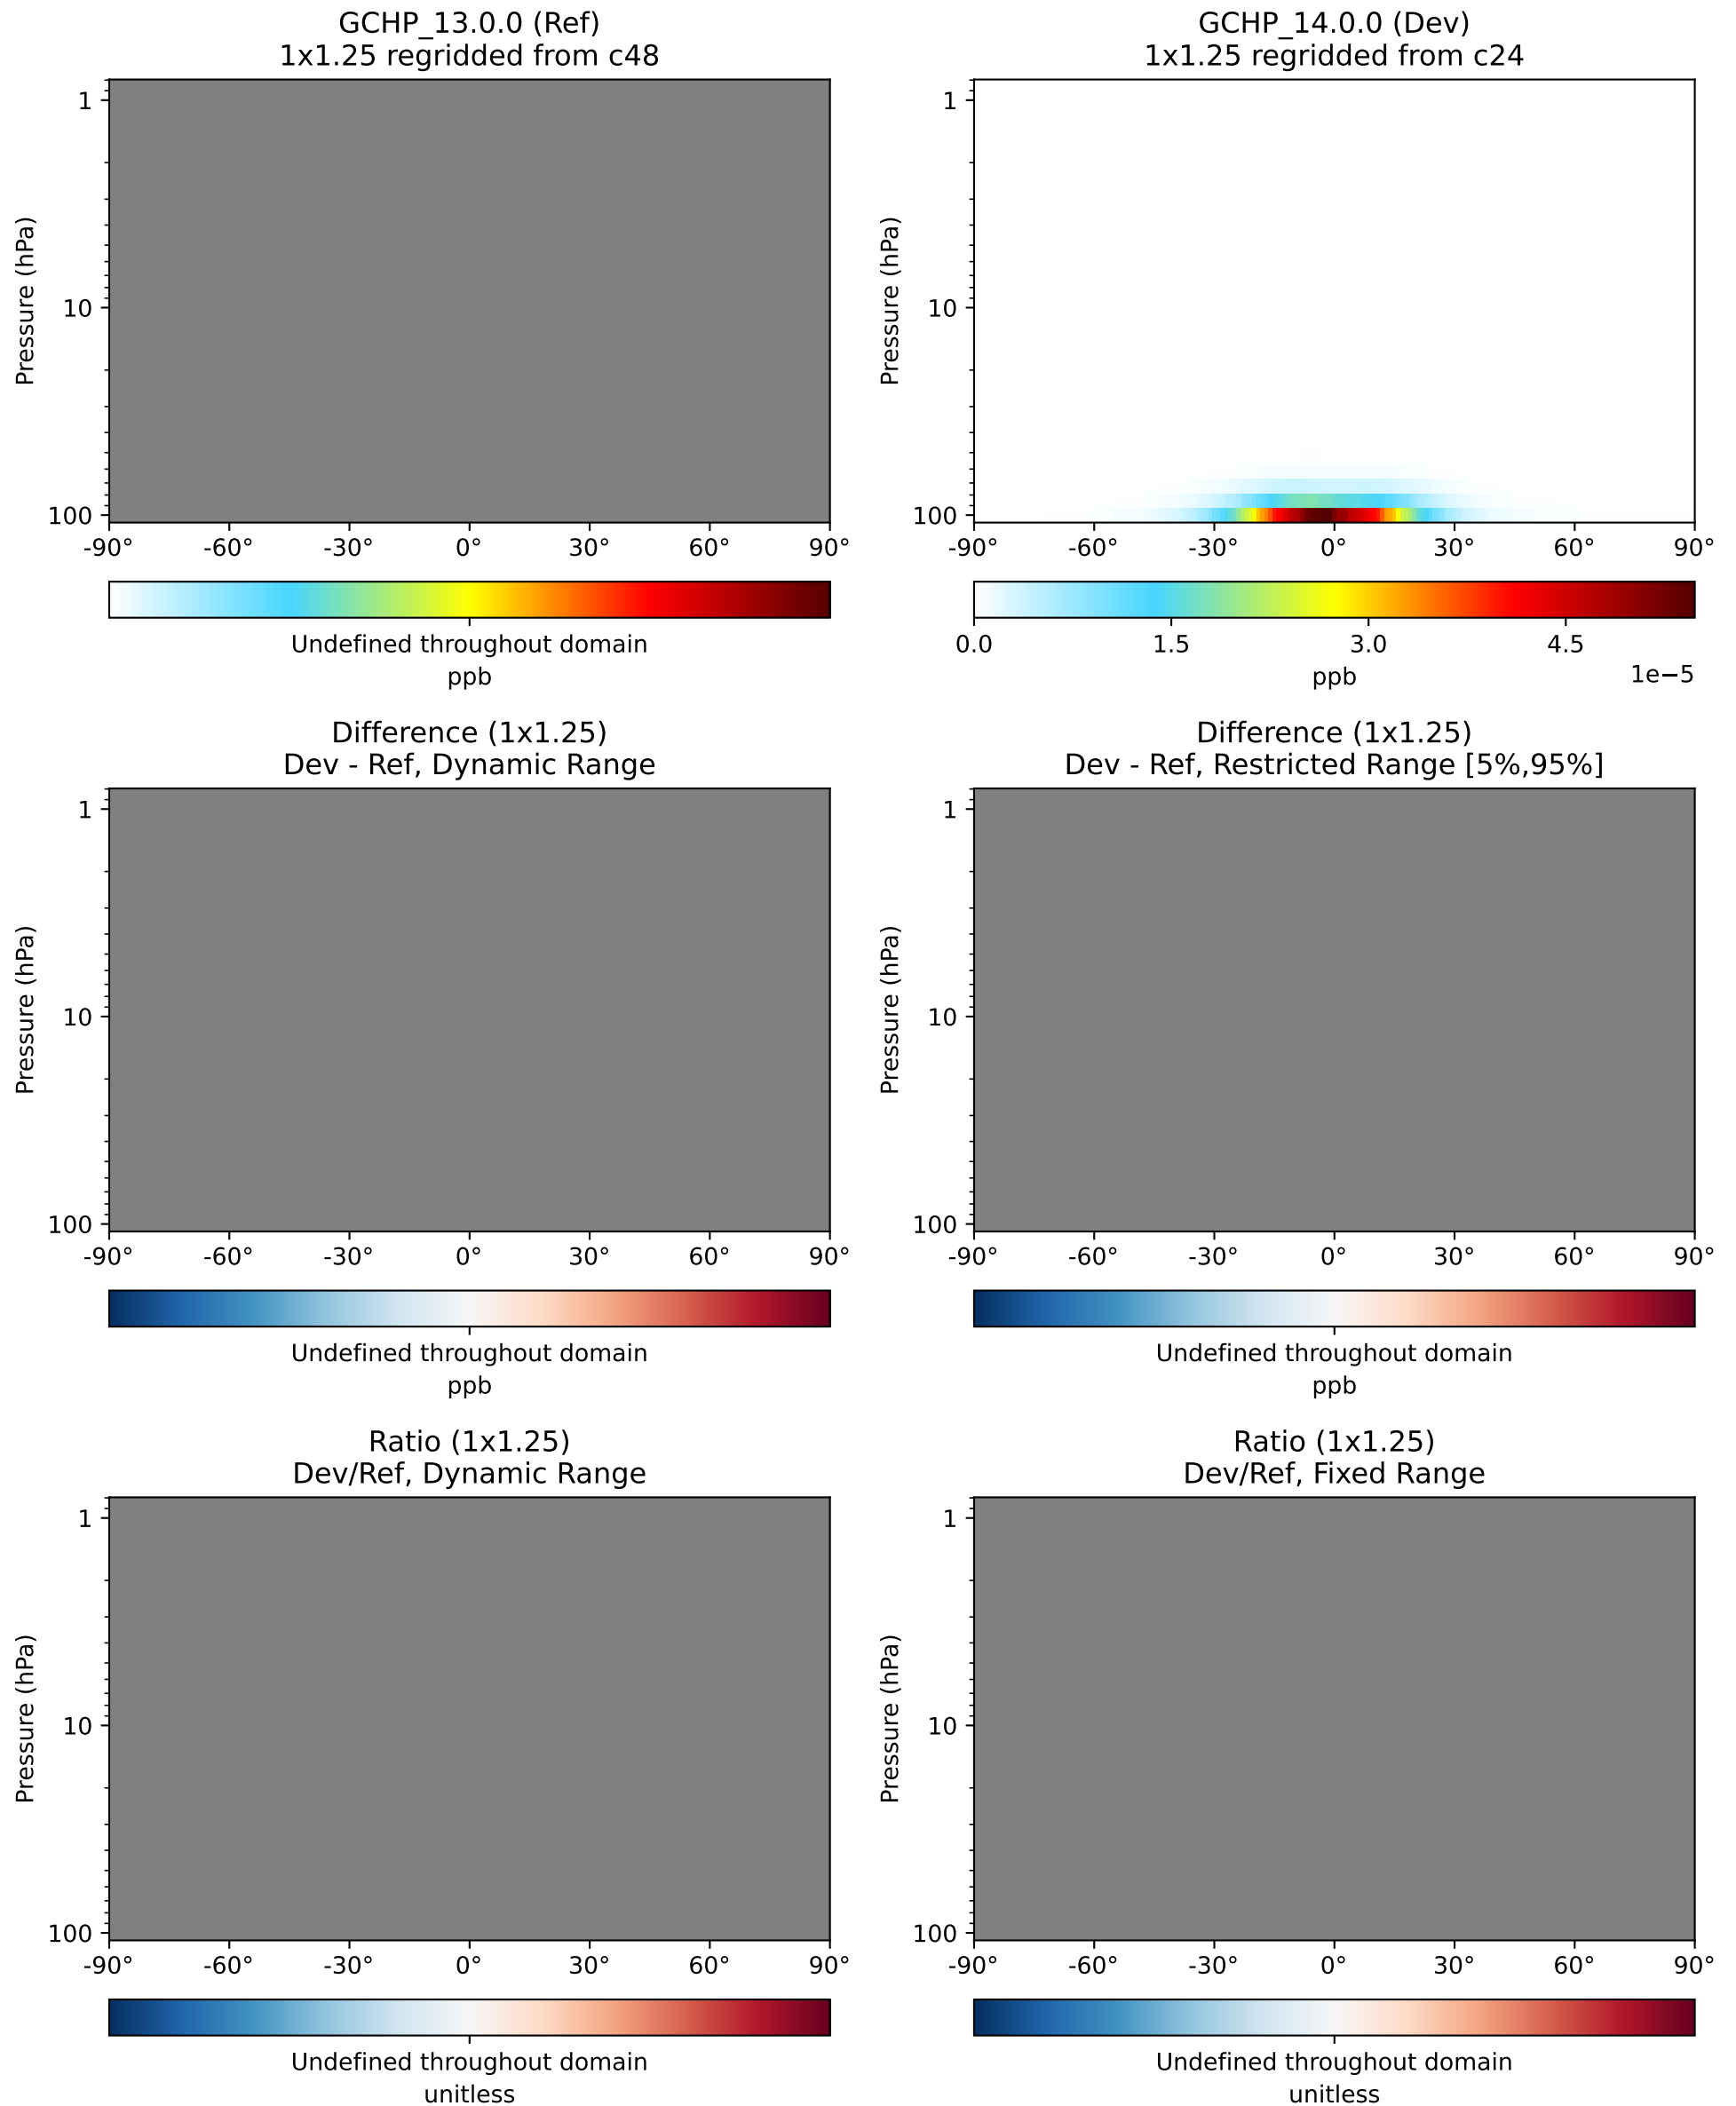 GCHP_13.0.0 (Ref)
1x1.25 regridded from c48
Pressure (hPa)
1
10
100
-90° -60° -30° 0° 30° 60° 90°
Undefined throughout domain
ppb
GCHP_14.0.0 (Dev)
1x1.25 regridded from c24
Pressure (hPa)
1
10
100
-90° -60° -30° 0° 30° 60° 90°
0.0 1.5 3.0 4.5
1e−5
ppb
Difference (1x1.25)
Dev - Ref, Dynamic Range
Pressure (hPa)
1
10
100
-90° -60° -30° 0° 30° 60° 90°
Undefined throughout domain
ppb
Difference (1x1.25)
Dev - Ref, Restricted Range [5%,95%]
Pressure (hPa)
1
10
100
-90° -60° -30° 0° 30° 60° 90°
Undefined throughout domain
ppb
Ratio (1x1.25)
Dev/Ref, Dynamic Range
Pressure (hPa)
1
10
100
-90° -60° -30° 0° 30° 60° 90°
Undefined throughout domain
unitless
Ratio (1x1.25)
Dev/Ref, Fixed Range
Pressure (hPa)
1
10
100
-90° -60° -30° 0° 30° 60° 90°
Undefined throughout domain
unitless